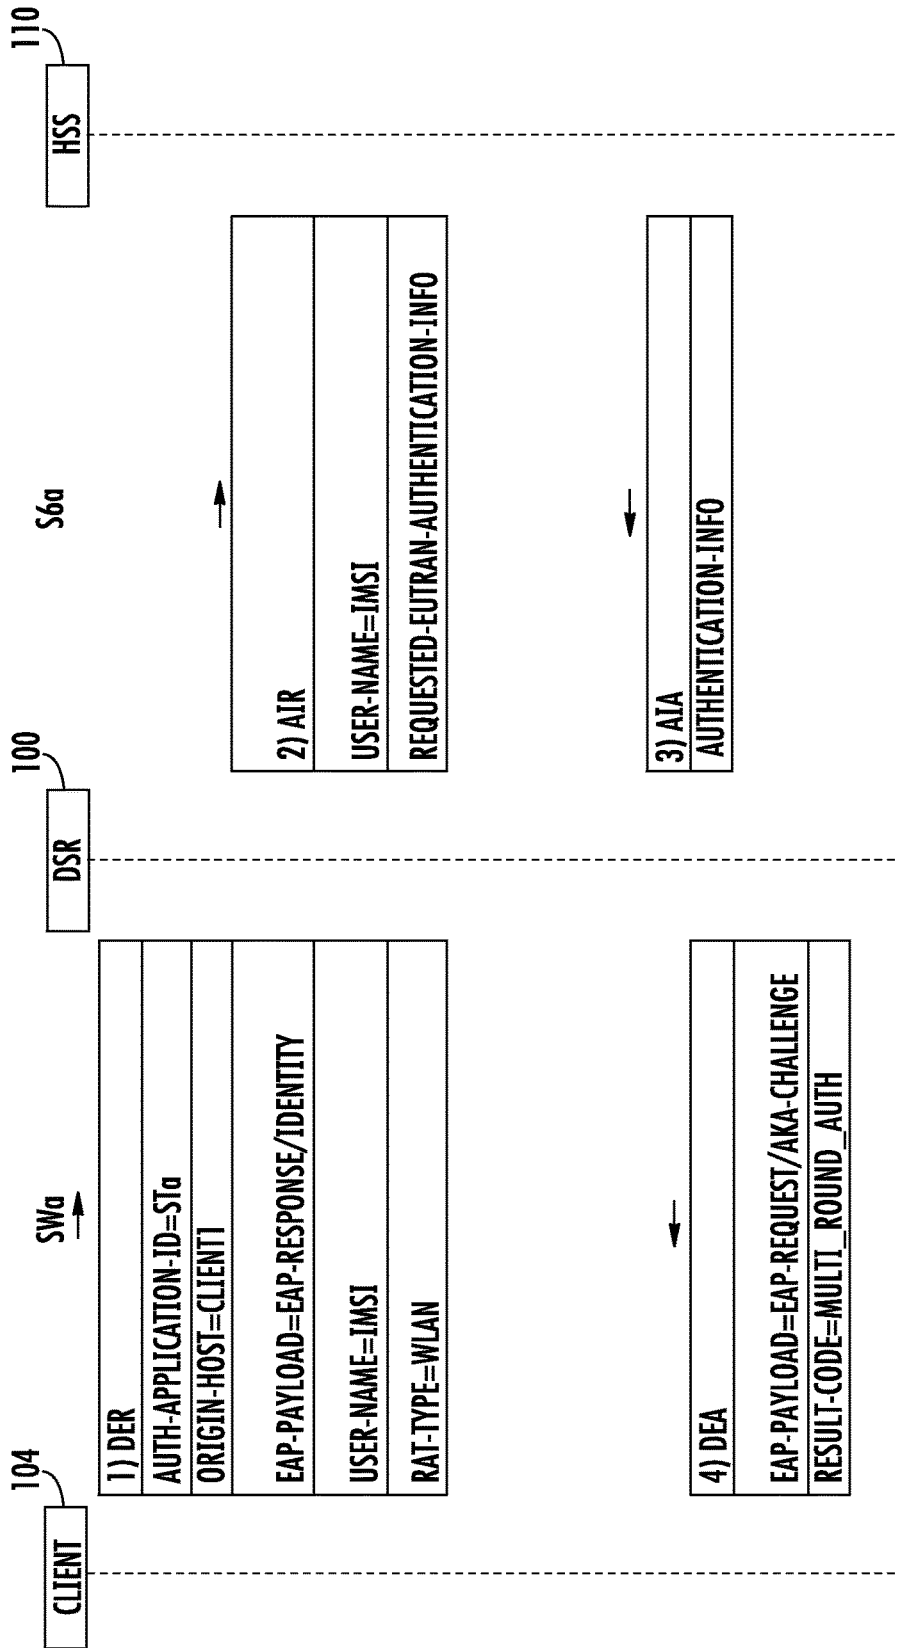 CLIENT
104
SWa
DSR
100
S6a
HSS
110
1) DER
AUTH-APPLICATION-ID=STa
ORIGIN-HOST=CLIENT1
EAP-PAYLOAD=EAP-RESPONSE/IDENTITY
USER-NAME=IMSI
RAT-TYPE=WLAN
2) AIR
USER-NAME=IMSI
REQUESTED-EUTRAN-AUTHENTICATION-INFO
3) AIA
AUTHENTICATION-INFO
4) DEA
EAP-PAYLOAD=EAP-REQUEST/AKA-CHALLENGE
RESULT-CODE=MULTI_ROUND_AUTH